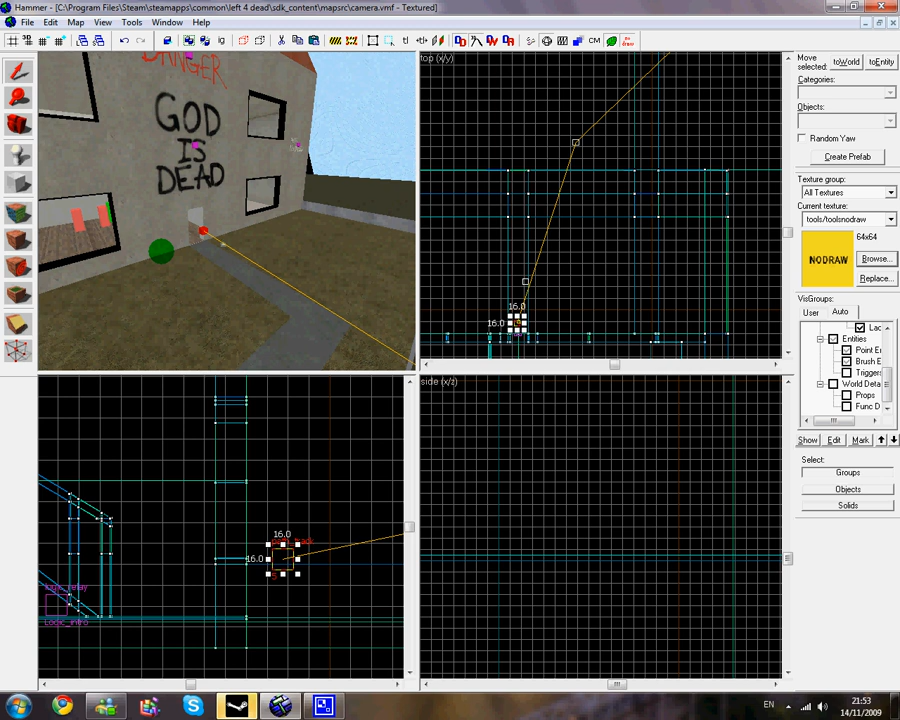 Hammer - [C:\Program Files\Steam\steamapps\common\left 4 dead\sdk_content\mapsrc\camera.vmf - Textured]
File Edit Map View Tools Window Help
CM
DANGER
GOD
IS
DEAD
top (x/y)
16.0
16.0
16.0
16.0
logic_relay
Logic_intro
side (x/z)
Move
selected:
toWorld
toEntity
Categories:
Objects:
Random Yaw
Create Prefab
Texture group:
All Textures
Current texture:
tools/toolsnodraw
NODRAW
64x64
Browse...
Replace...
VisGroups:
User Auto
Entities
Point E
Brush E
Triggers
World Deta
Props
Func D
Show Edit Mark
Select:
Groups
Objects
Solids
EN
21:53
14/11/2009